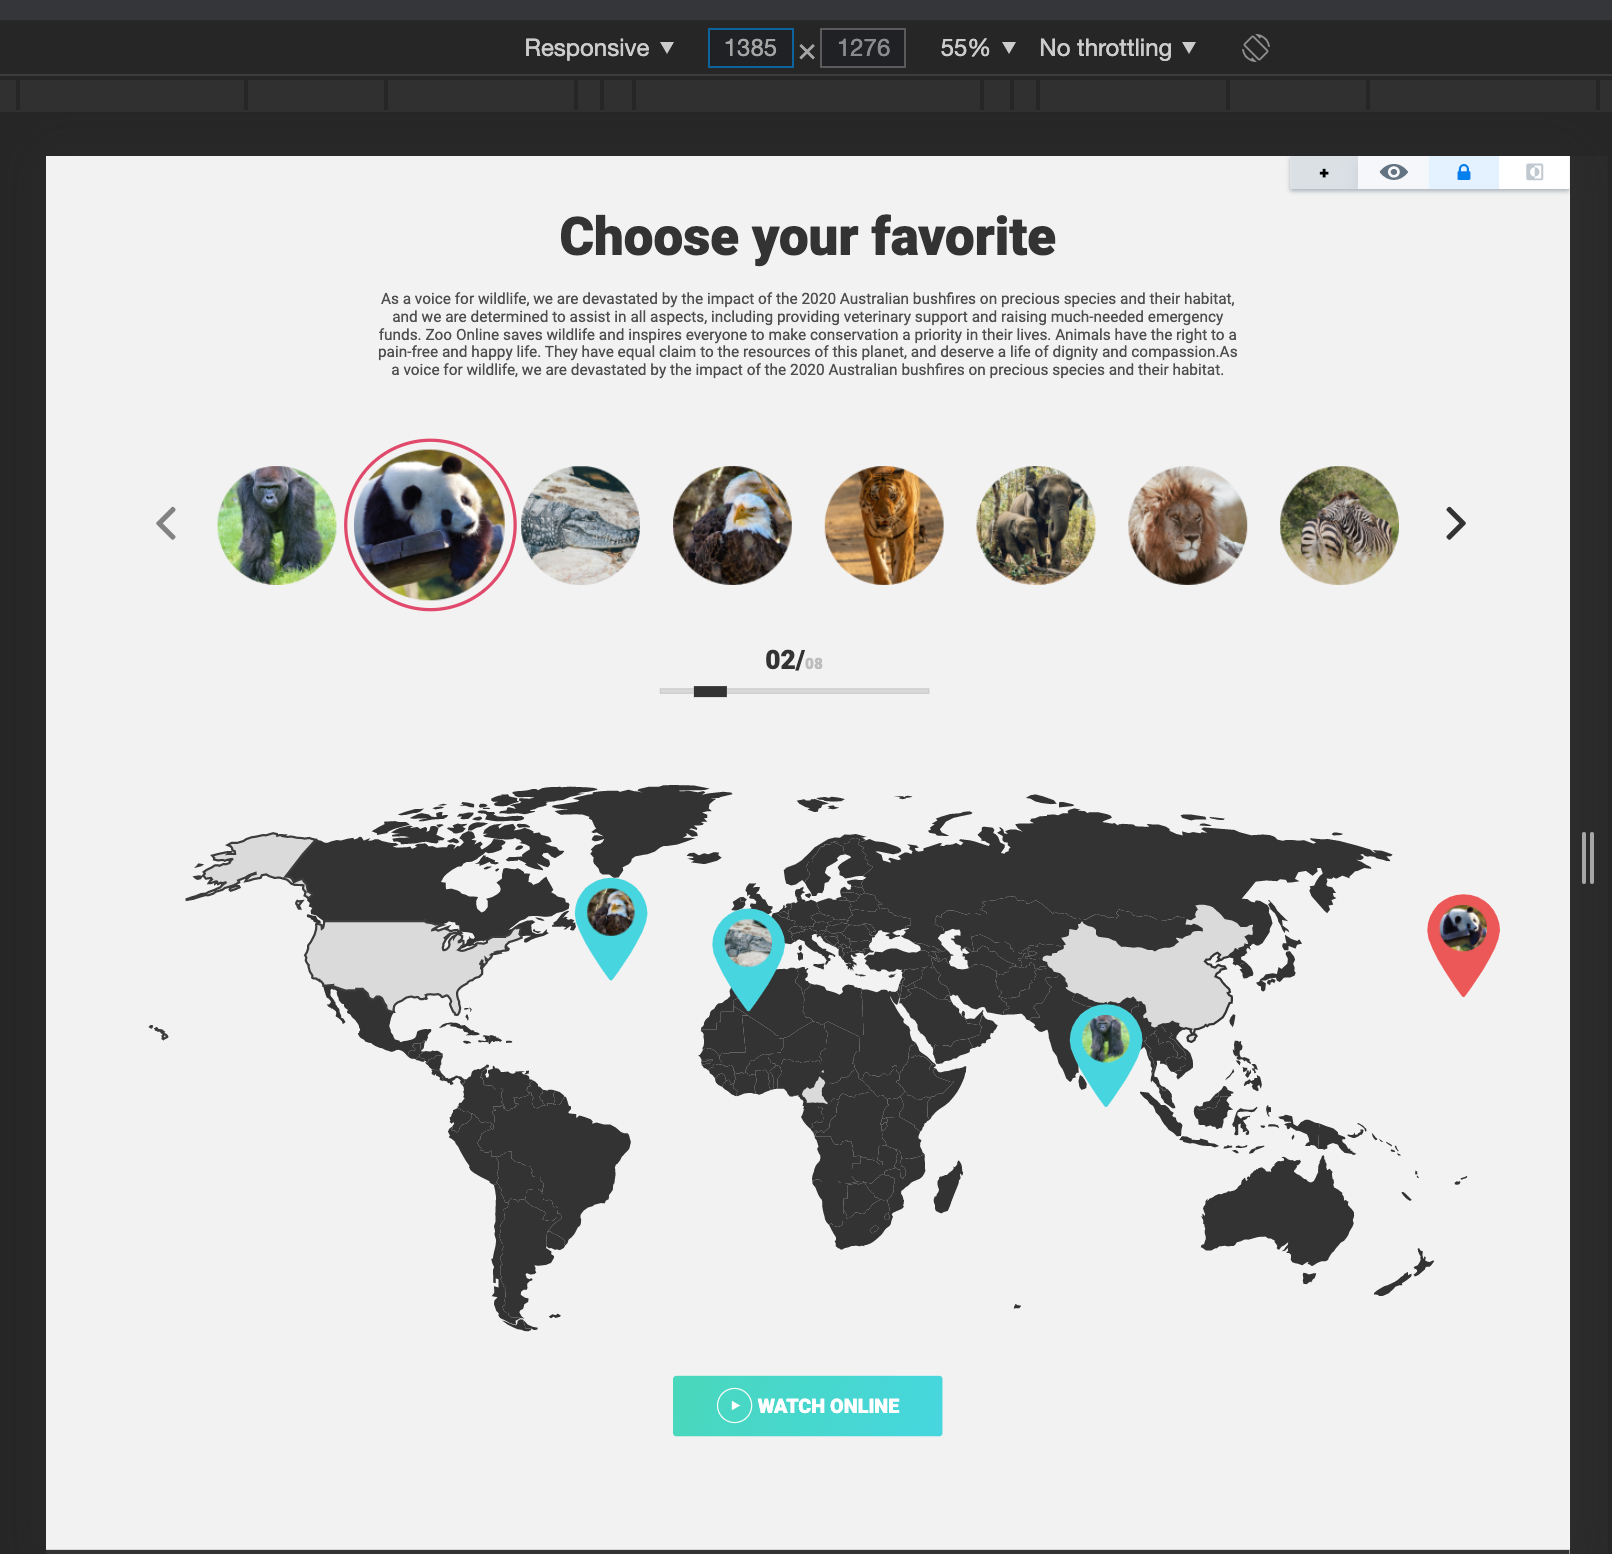 Responsive ▼ 1385 × 1276 55% ▼ No throttling ▼
+
Choose your favorite
As a voice for wildlife, we are devastated by the impact of the 2020 Australian bushfires on precious species and their habitat,
and we are determined to assist in all aspects, including providing veterinary support and raising much-needed emergency
funds. Zoo Online saves wildlife and inspires everyone to make conservation a priority in their lives. Animals have the right to a
pain-free and happy life. They have equal claim to the resources of this planet, and deserve a life of dignity and compassion.As
a voice for wildlife, we are devastated by the impact of the 2020 Australian bushfires on precious species and their habitat.
02/08
WATCH ONLINE